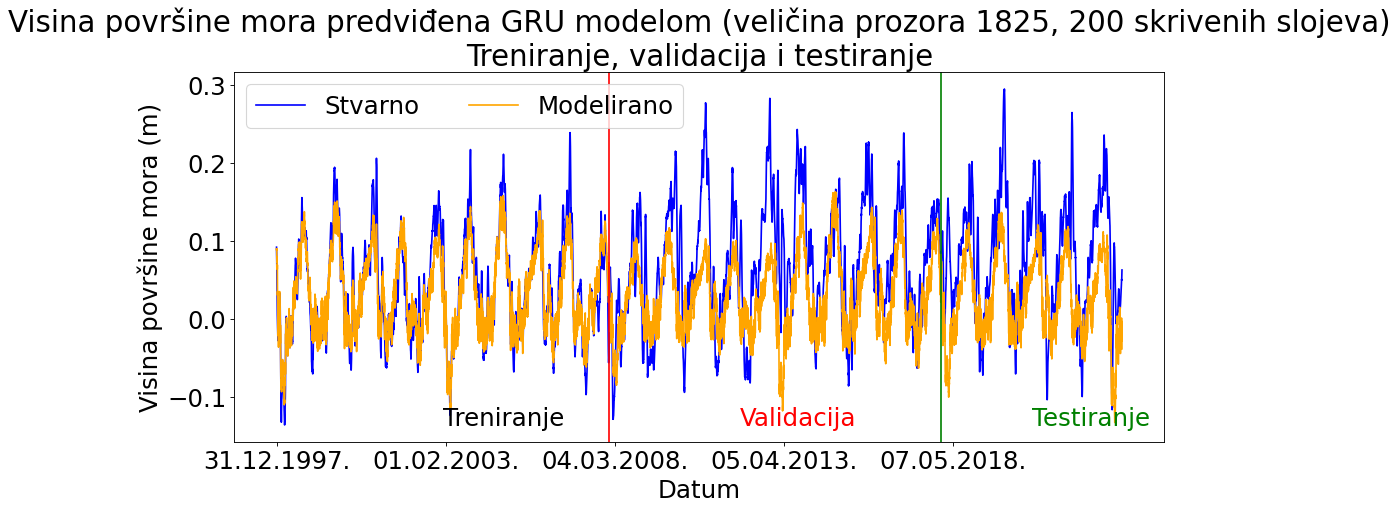 Visina površine mora predviđena GRU modelom (veličina prozora 1825, 200 skrivenih slojeva)
Treniranje, validacija i testiranje
Stvarno
Modelirano
Visina površine mora (m)
0.3
0.2
0.1
0.0
−0.1
Treniranje
Validacija
Testiranje
31.12.1997.
01.02.2003.
04.03.2008.
05.04.2013.
07.05.2018.
Datum